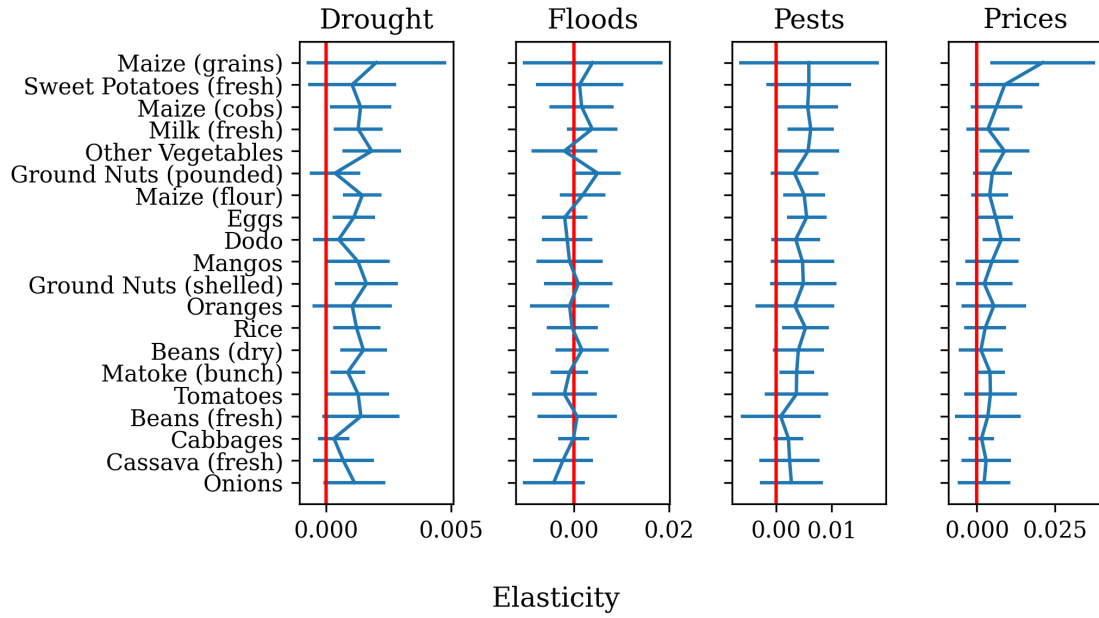 Drought Floods Pests Prices
Maize (grains)
Sweet Potatoes (fresh)
Maize (cobs)
Milk (fresh)
Other Vegetables
Ground Nuts (pounded)
Maize (flour)
Eggs
Dodo
Mangos
Ground Nuts (shelled)
Oranges
Rice
Beans (dry)
Matoke (bunch)
Tomatoes
Beans (fresh)
Cabbages
Cassava (fresh)
Onions
0.000 0.005 0.00 0.02 0.00 0.01 0.000 0.025
Elasticity